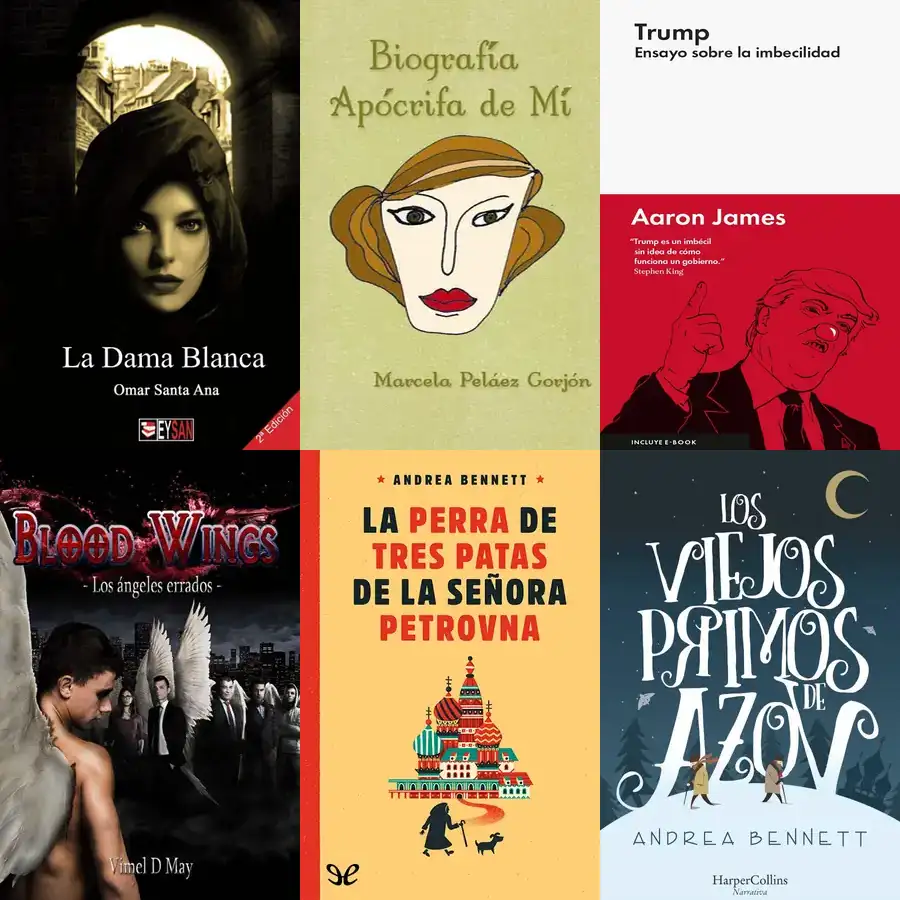 La Dama Blanca
Omar Santa Ana
EYSAN
2ª Edición
Biografía
Apócrifa de Mí
Marcela Peláez Gorjón
Trump
Ensayo sobre la imbecilidad
Aaron James
“Trump es un imbécil
sin idea de cómo
funciona un gobierno.”
Stephen King
INCLUYE E-BOOK
BLOOD WINGS
- Los ángeles errados -
Vimel D May
ANDREA BENNETT
LA PERRA DE
TRES PATAS
DE LA SEÑORA
PETROVNA
LOS
VIEJOS
PRIMOS
DE
AZOV
ANDREA BENNETT
HarperCollins
Narrativa